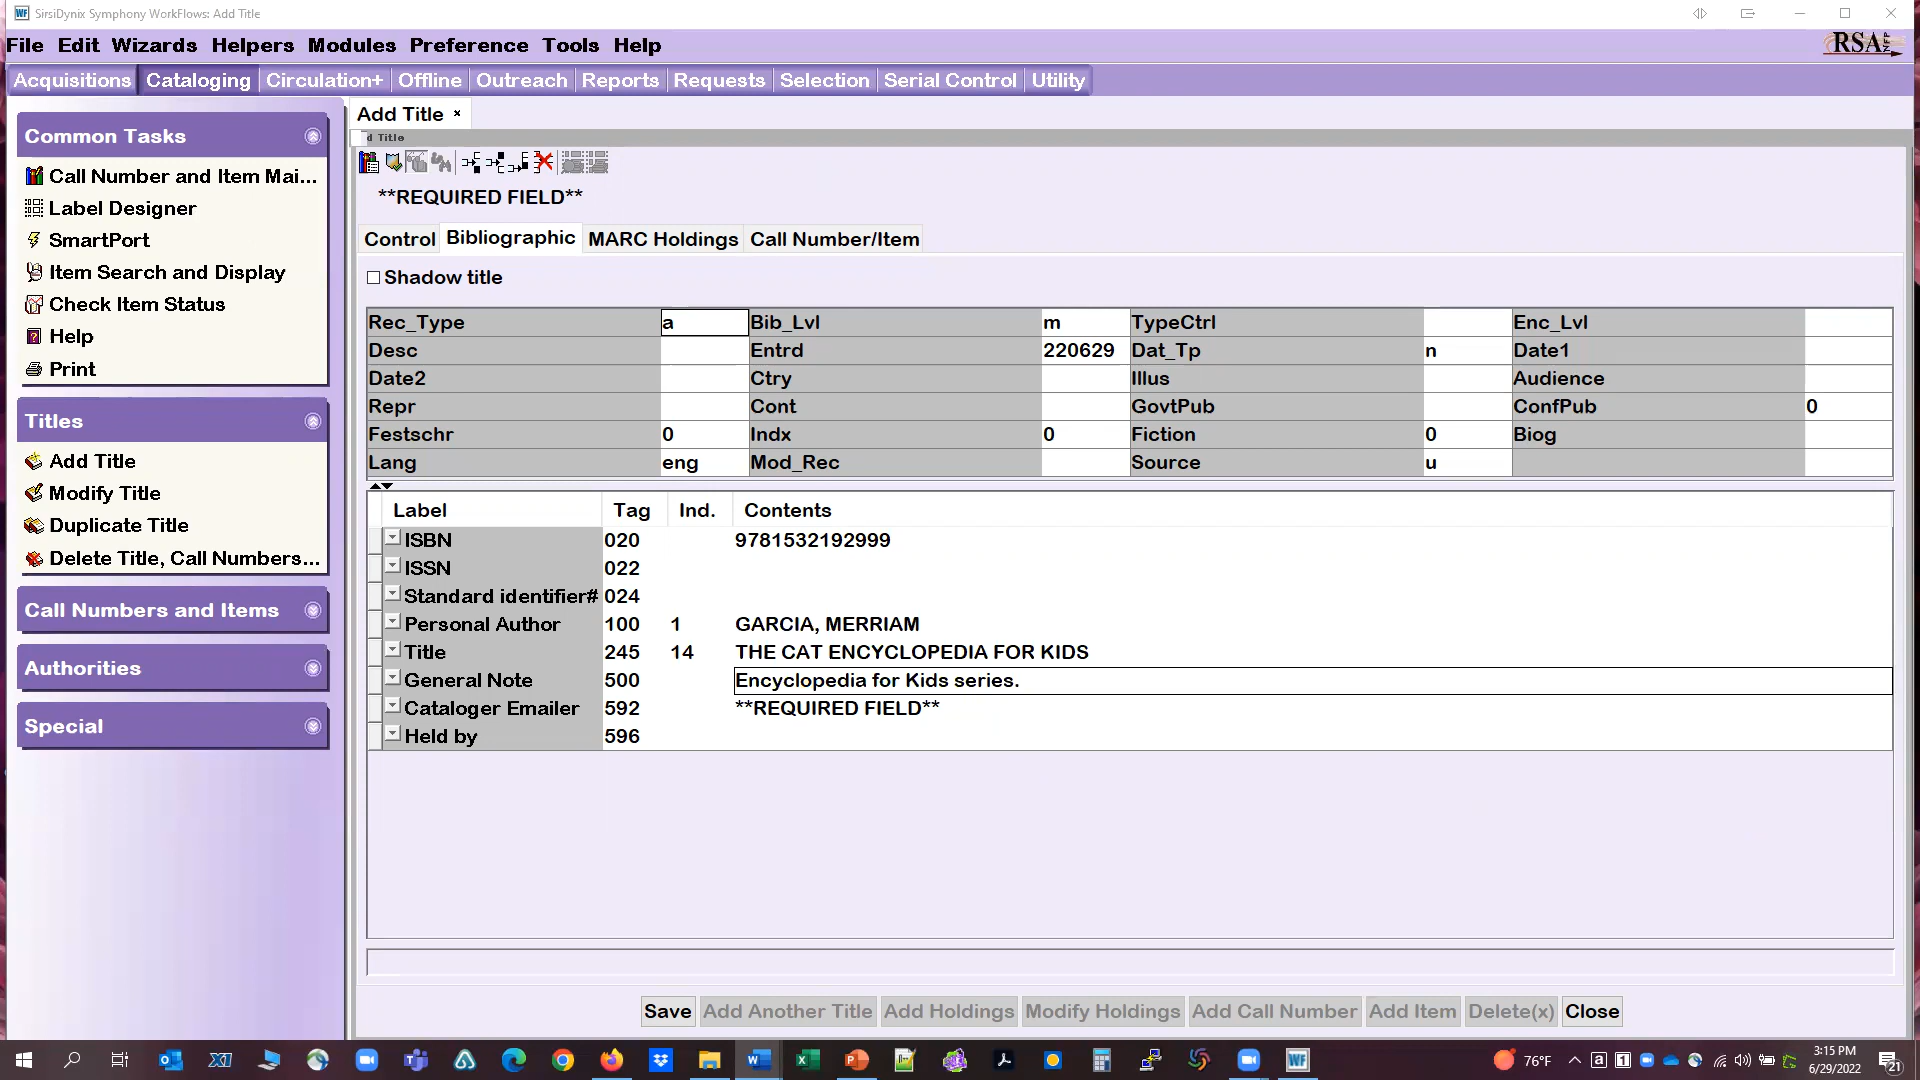 SirsiDynix Symphony WorkFlows: Add Title
File Edit Wizards Helpers Modules Preference Tools Help
RSA NFP
Acquisitions Cataloging Circulation+ Offline Outreach Reports Requests Selection Serial Control Utility
Common Tasks
Call Number and Item Mai...
Label Designer
SmartPort
Item Search and Display
Check Item Status
Help
Print
Titles
Add Title
Modify Title
Duplicate Title
Delete Title, Call Numbers...
Call Numbers and Items
Authorities
Special
Add Title ×
d Title
**REQUIRED FIELD**
Control Bibliographic MARC Holdings Call Number/Item
Shadow title
Rec_Type a Bib_Lvl m TypeCtrl Enc_Lvl
Desc Entrd 220629 Dat_Tp n Date1
Date2 Ctry Illus Audience
Repr Cont GovtPub ConfPub 0
Festschr 0 Indx 0 Fiction 0 Biog
Lang eng Mod_Rec Source u
Label Tag Ind. Contents
ISBN 020 9781532192999
ISSN 022
Standard identifier# 024
Personal Author 100 1 GARCIA, MERRIAM
Title 245 14 THE CAT ENCYCLOPEDIA FOR KIDS
General Note 500 Encyclopedia for Kids series.
Cataloger Emailer 592 **REQUIRED FIELD**
Held by 596
Save Add Another Title Add Holdings Modify Holdings Add Call Number Add Item Delete(x) Close
76°F
3:15 PM
6/29/2022
21